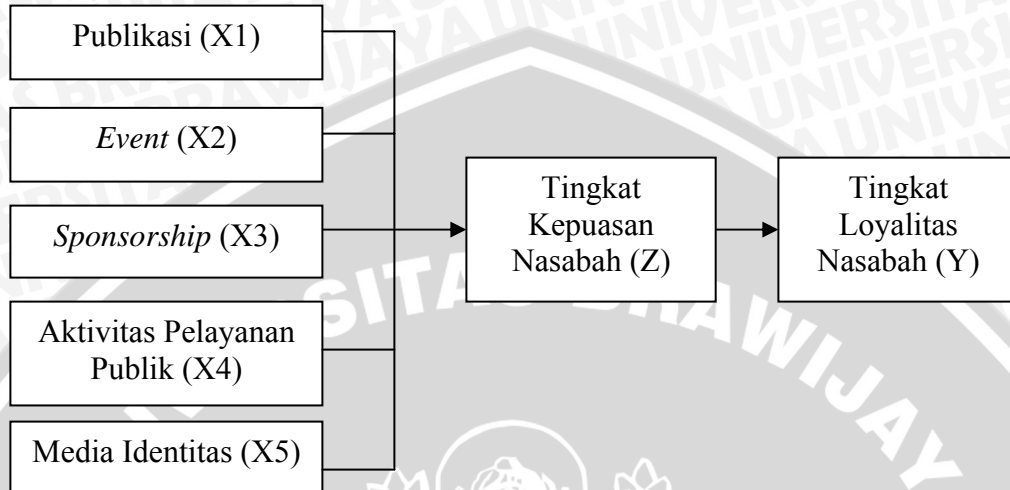 Publikasi (X1)
Event (X2)
Sponsorship (X3)
Aktivitas Pelayanan
Publik (X4)
Media Identitas (X5)
Tingkat
Kepuasan
Nasabah (Z)
Tingkat
Loyalitas
Nasabah (Y)